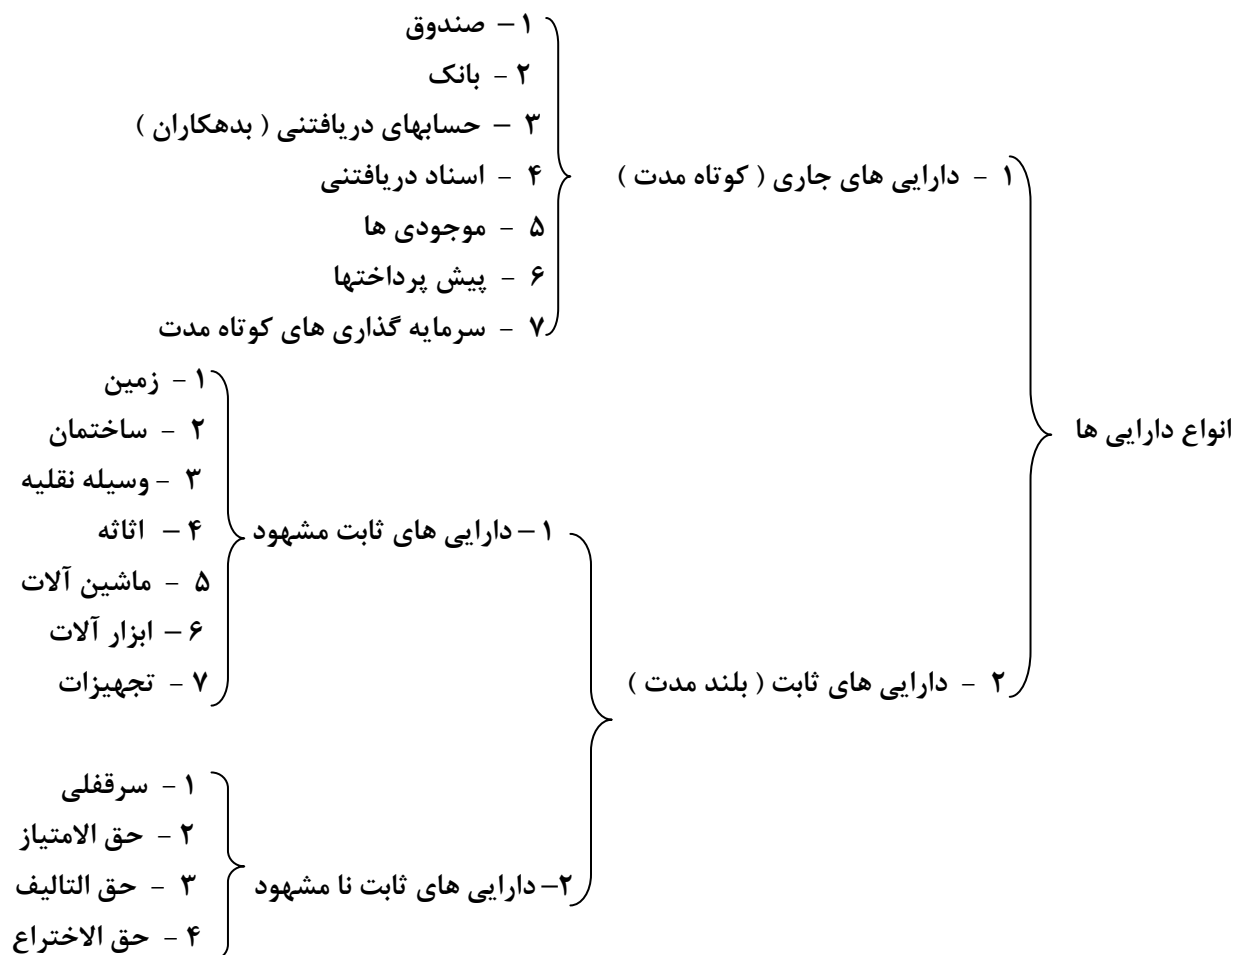 انواع دارایی ها
۱ - دارایی های جاری ( کوتاه مدت )
۱ – صندوق
۲ - بانک
۳ – حسابهای دریافتنی ( بدهکاران )
۴ - اسناد دریافتنی
۵ - موجودی ها
۶ - پیش پرداختها
۷ - سرمایه گذاری های کوتاه مدت
۲ - دارایی های ثابت ( بلند مدت )
۱ – دارایی های ثابت مشهود
۱ - زمین
۲ - ساختمان
۳ - وسیله نقلیه
۴ – اثاثه
۵ - ماشین آلات
۶ – ابزار آلات
۷ - تجهیزات
۲– دارایی های ثابت نا مشهود
۱ - سرقفلی
۲ - حق الامتیاز
۳ - حق التالیف
۴ - حق الاختراع